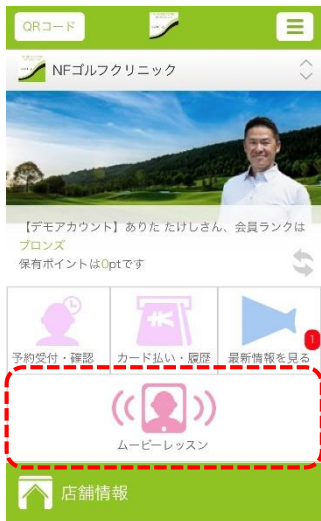 QRコード
NFゴルフクリニック
【デモアカウント】ありた たけしさん、会員ランクは
ブロンズ
保有ポイントは0ptです
予約受付・確認 カード払い・履歴 最新情報を見る
1
ムービーレッスン
店舗情報